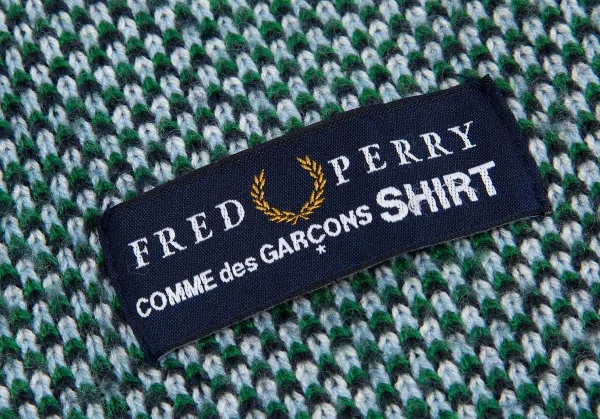 FRED PERRY
COMME des GARÇONS SHIRT
*